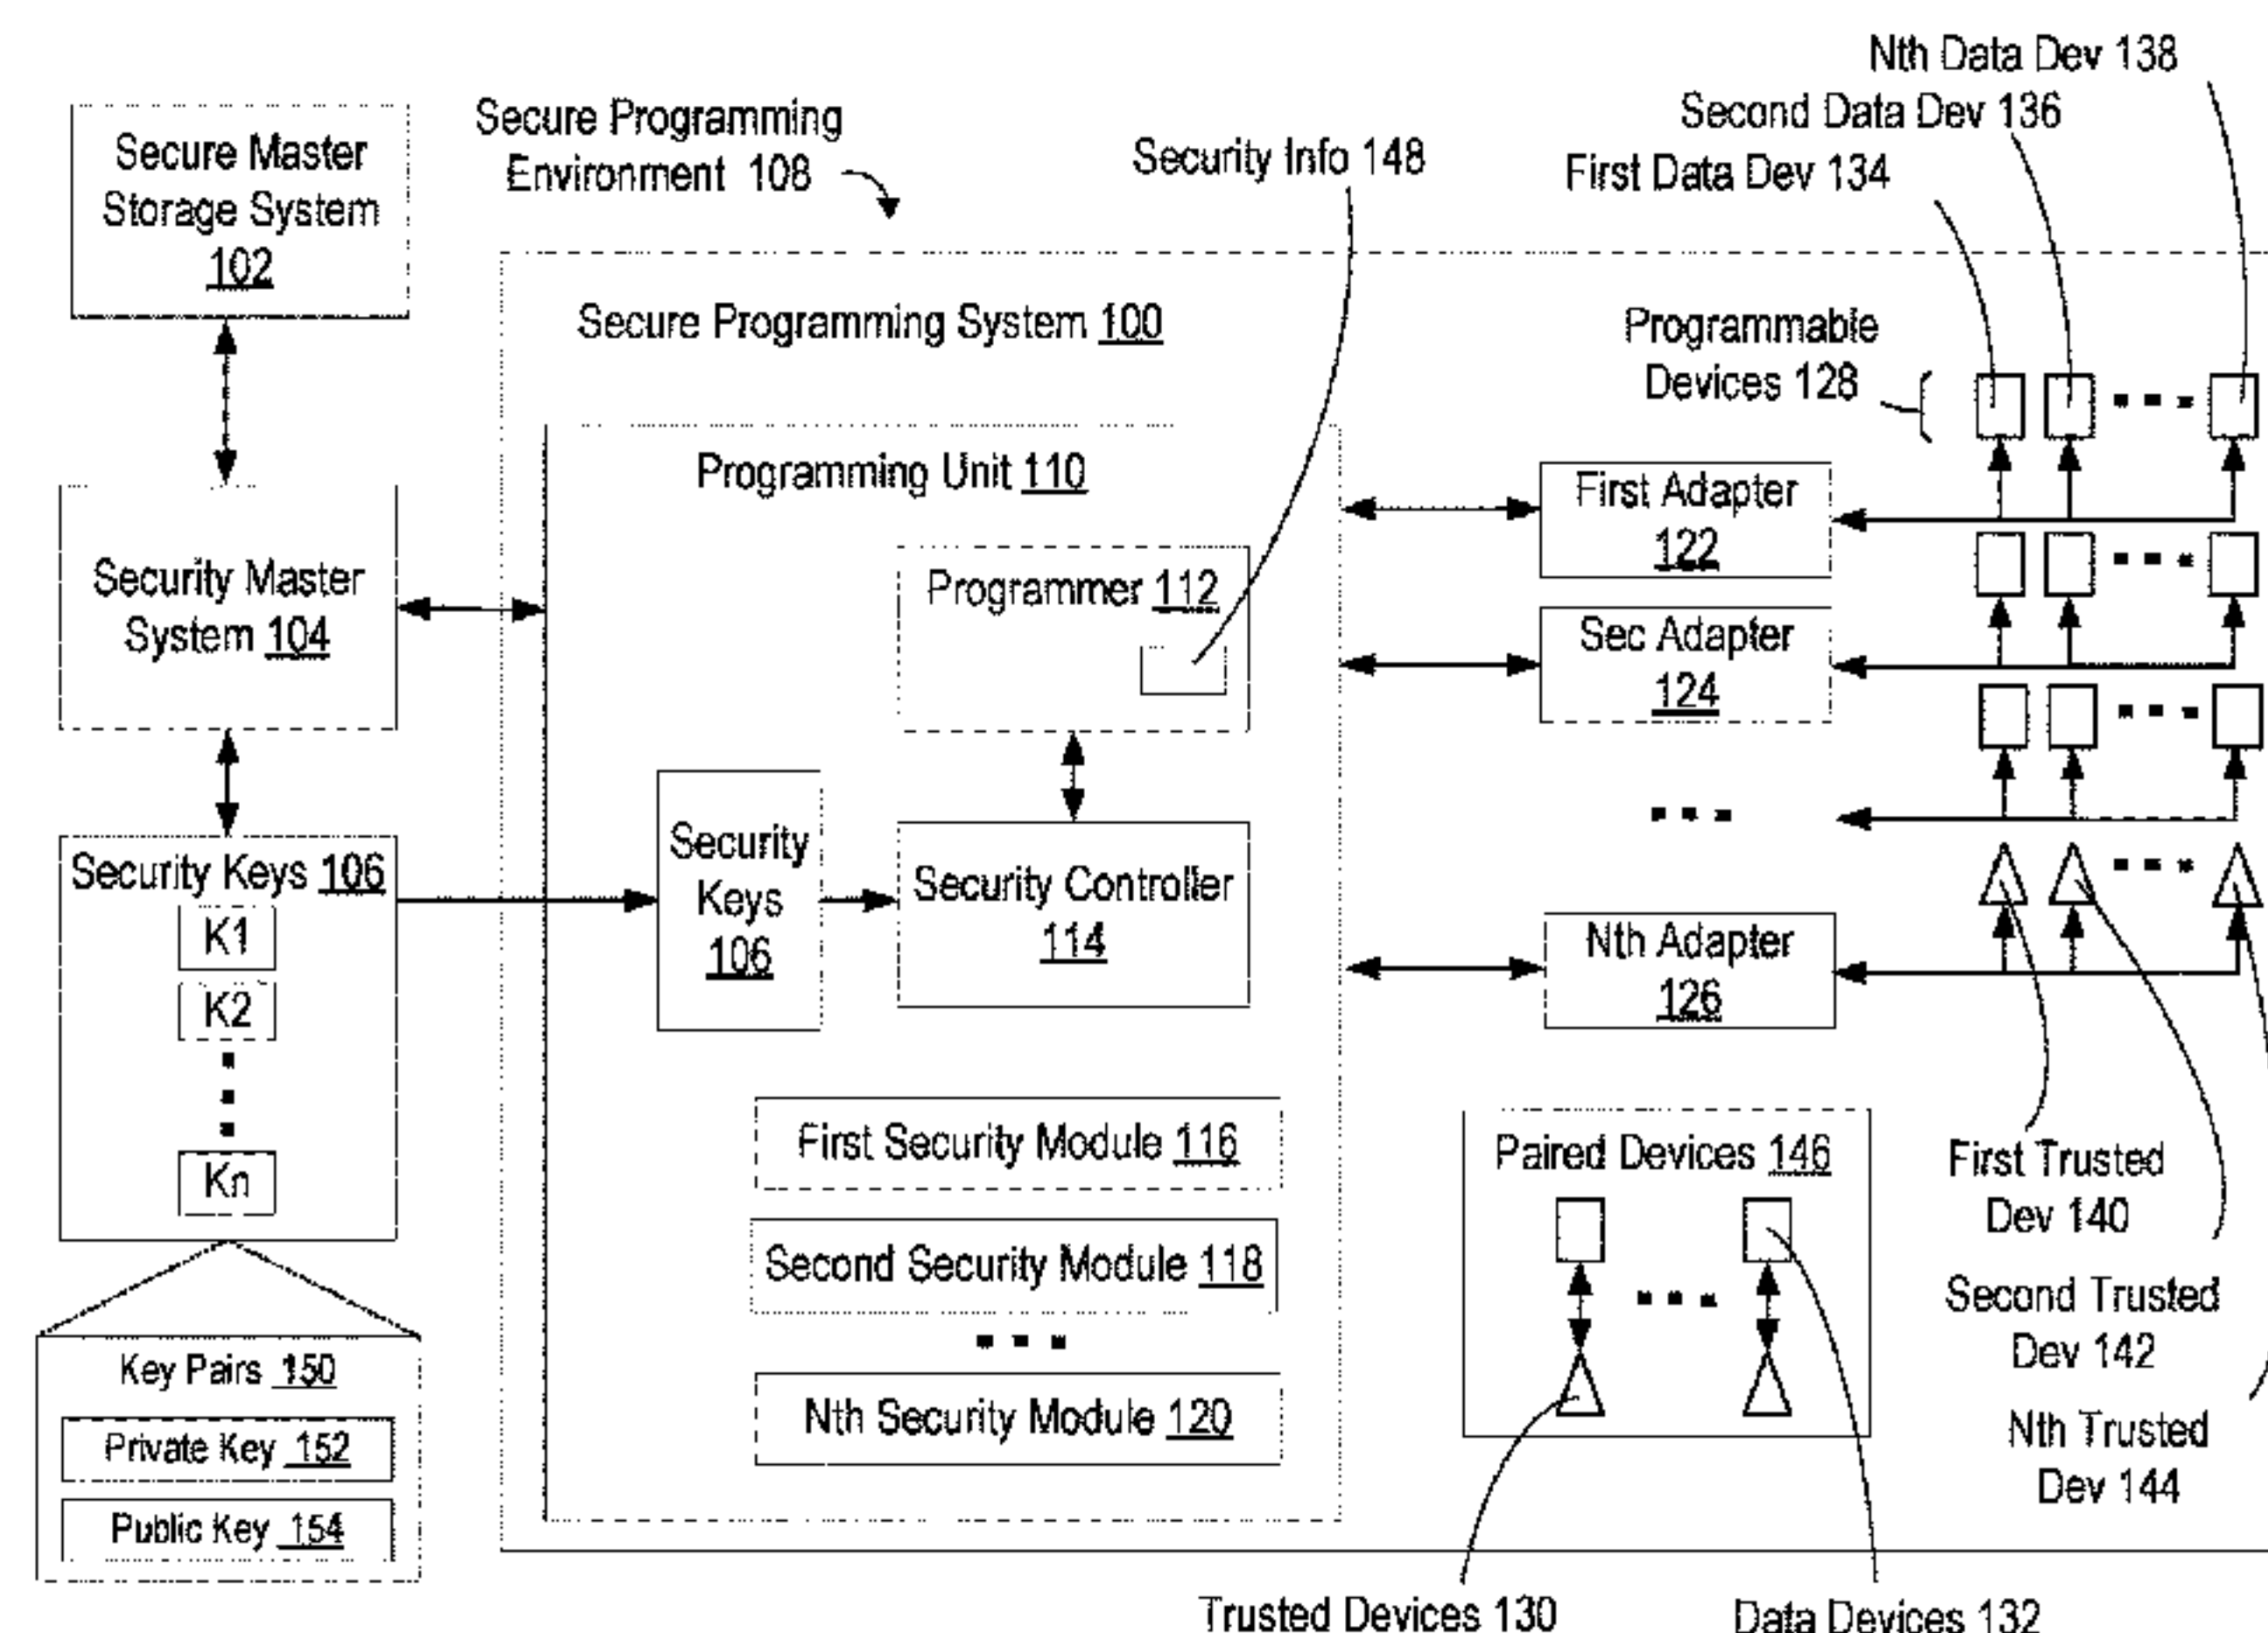 Nth Data Dev 138
Second Data Dev 136
First Data Dev 134
Secure Programming
Environment 108
Security Info 148
Secure Master
Storage System
102
Secure Programming System 100
Programmable
Devices 128
Programming Unit 110
First Adapter
122
Security Master
System 104
Programmer 112
Sec Adapter
124
Security Keys 106
K1
K2
Kn
Security
Keys
106
Security Controller
114
Nth Adapter
126
First Security Module 116
Second Security Module 118
Nth Security Module 120
Paired Devices 146
First Trusted
Dev 140
Second Trusted
Dev 142
Nth Trusted
Dev 144
Key Pairs 150
Private Key 152
Public Key 154
Trusted Devices 130
Data Devices 132